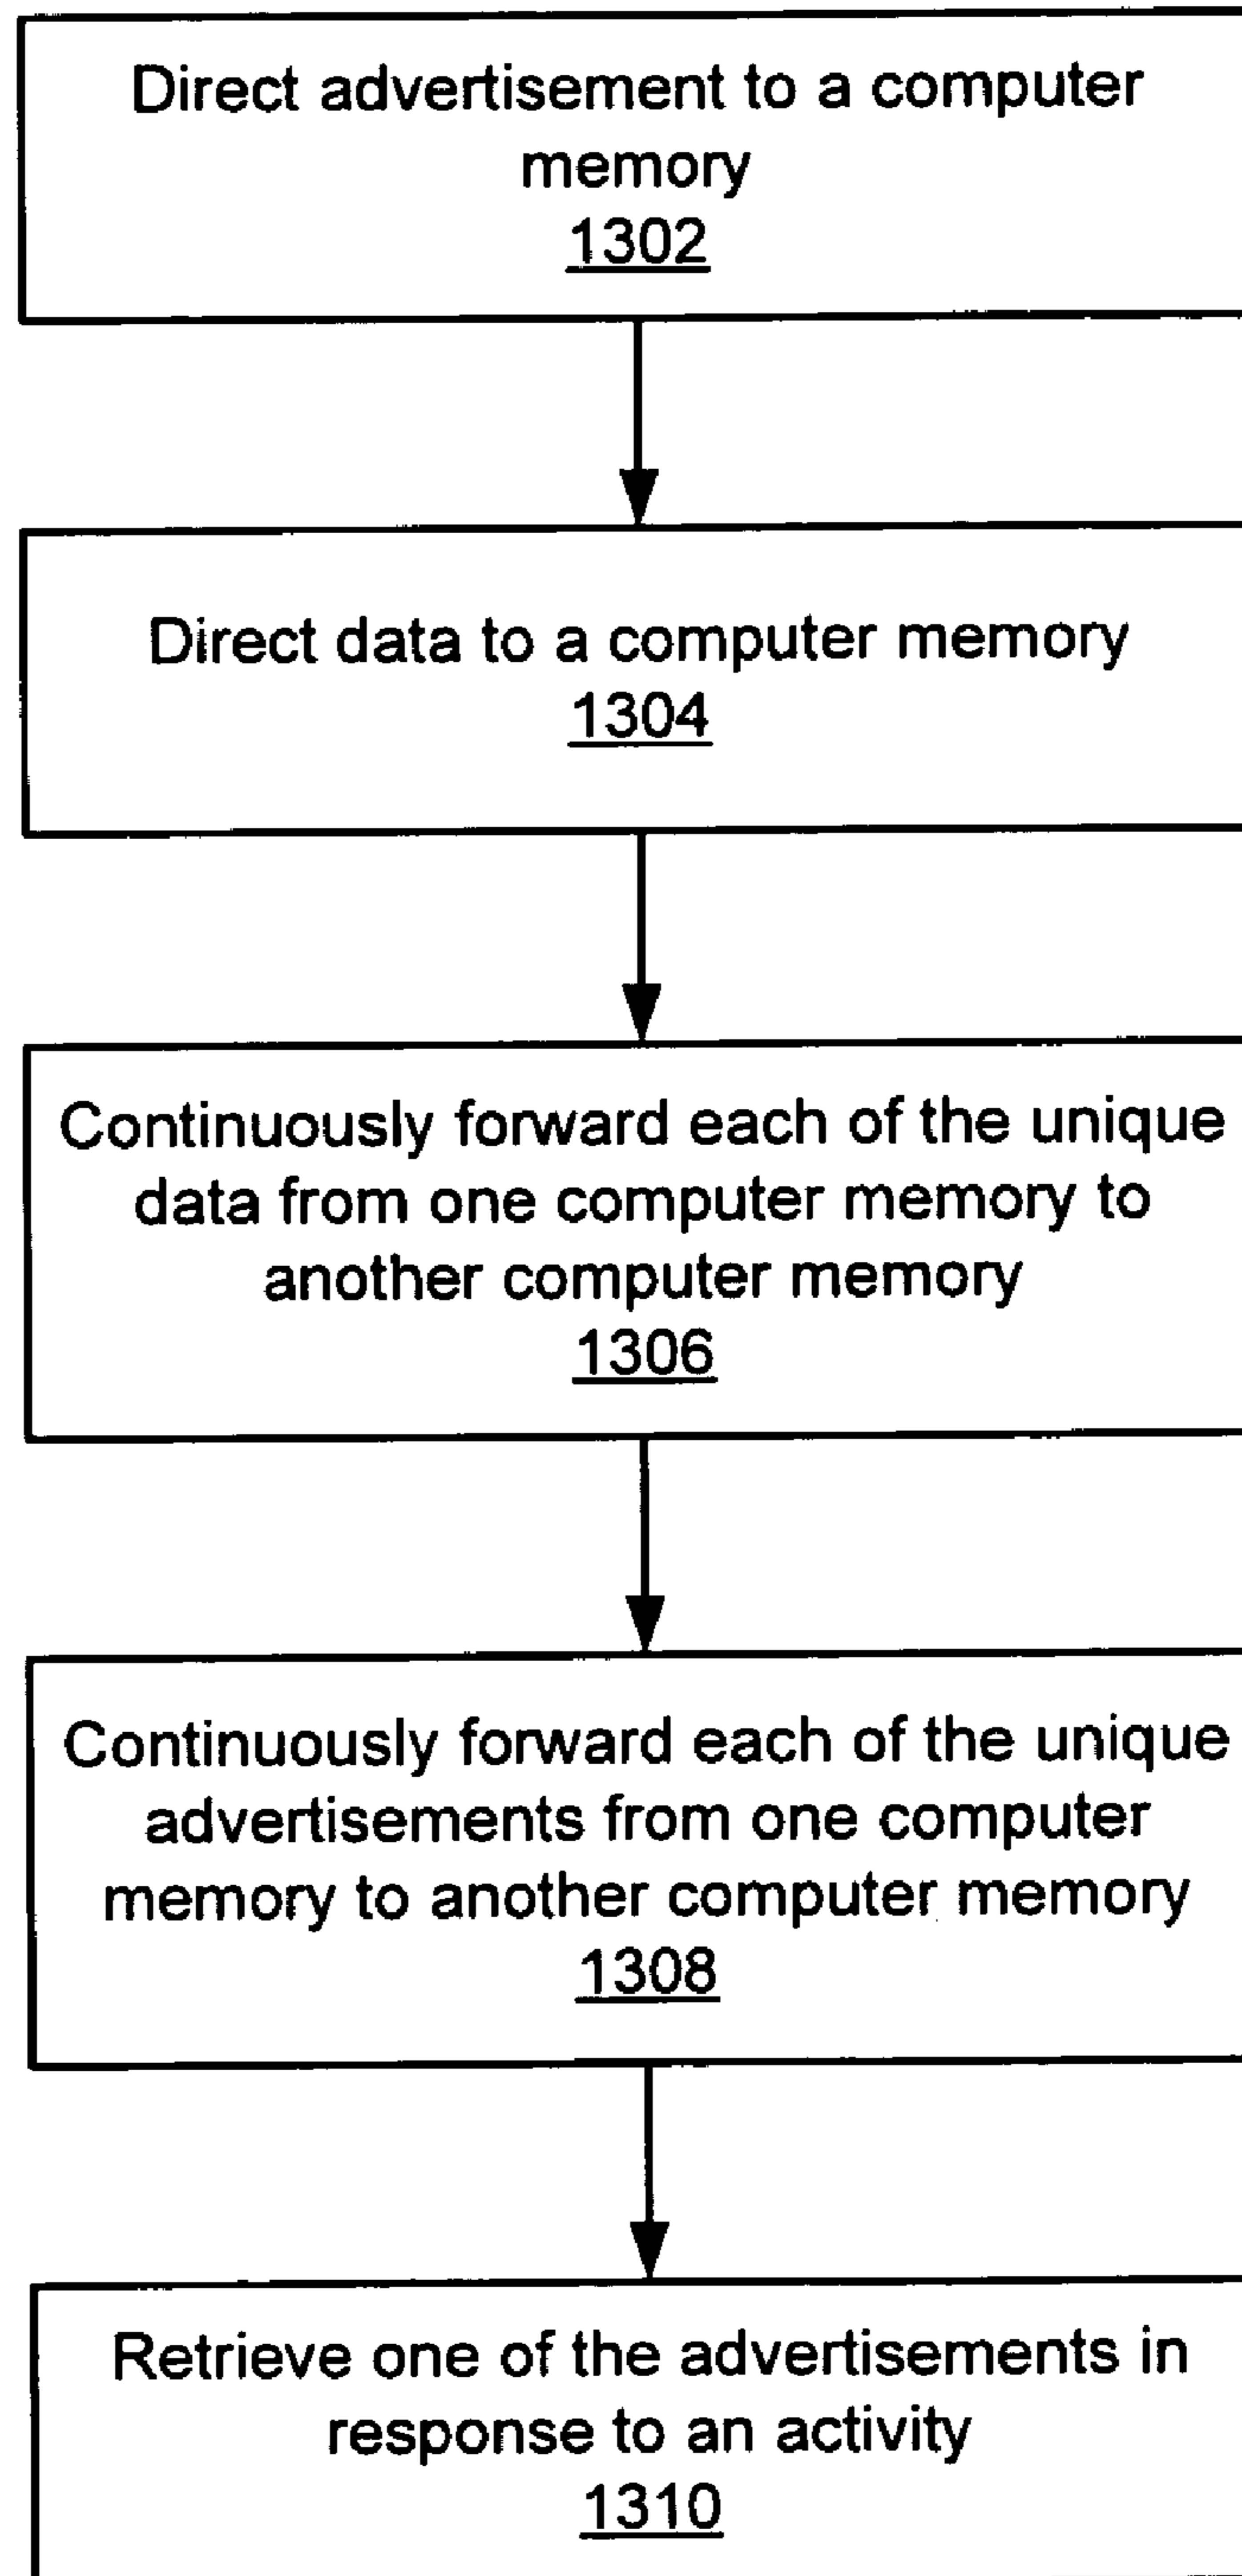 Direct advertisement to a computer
memory
1302
Direct data to a computer memory
1304
Continuously forward each of the unique
data from one computer memory to
another computer memory
1306
Continuously forward each of the unique
advertisements from one computer
memory to another computer memory
1308
Retrieve one of the advertisements in
response to an activity
1310